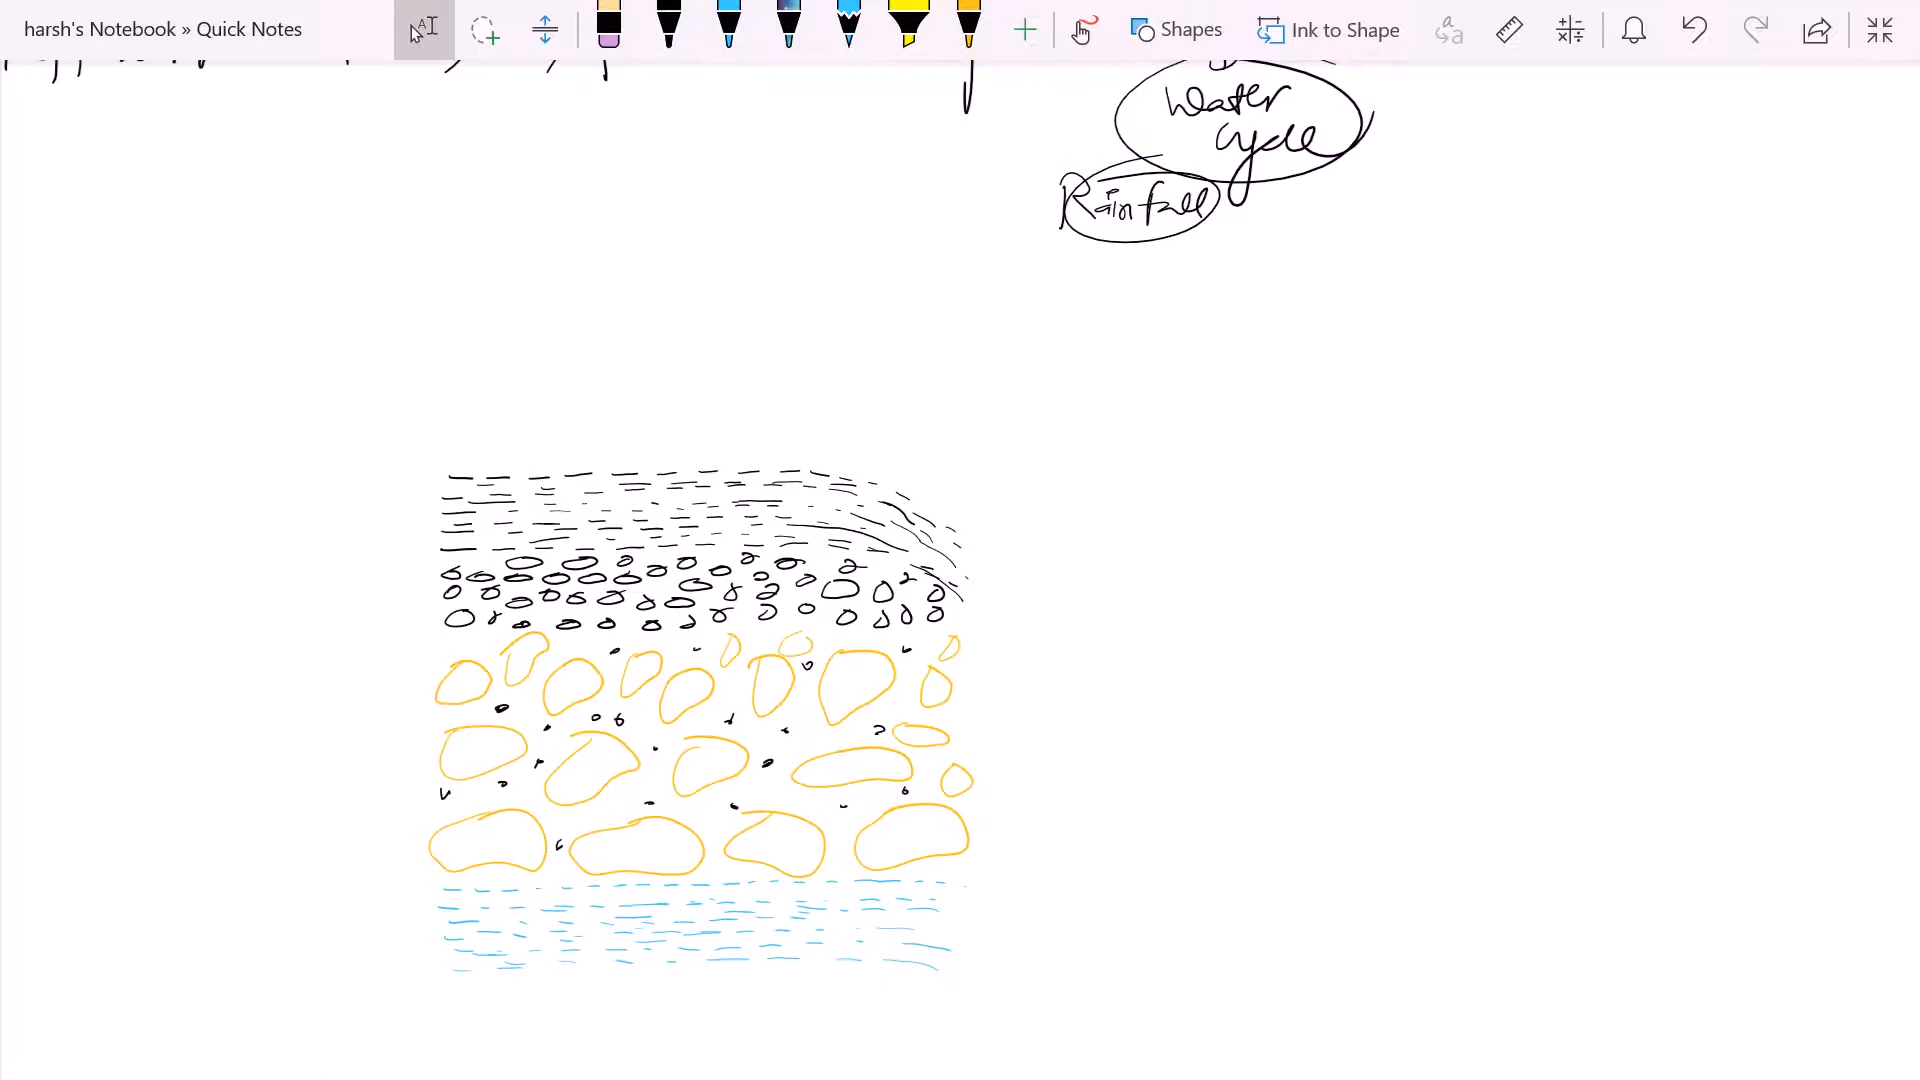 harsh's Notebook » Quick Notes
Shapes
Ink to Shape
Water
cycle
Rainfall